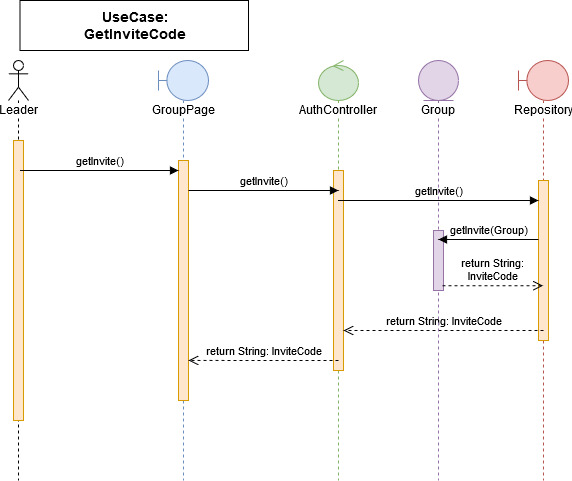 UseCase:
GetInviteCode
Leader
GroupPage
AuthController
Group
Repository
getInvite()
getInvite()
getInvite()
getInvite(Group)
return String:
InviteCode
return String: InviteCode
return String: InviteCode